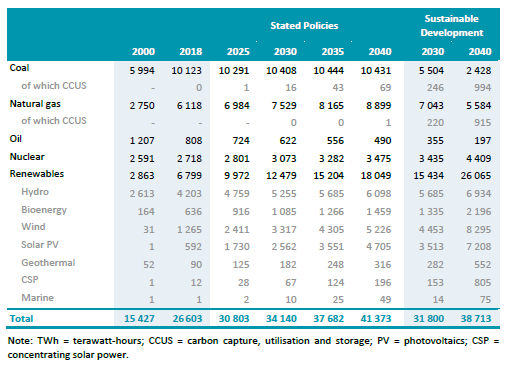 Stated Policies Sustainable Development
2000 2018 2025 2030 2035 2040 2030 2040
Coal 5 994 10 123 10 291 10 408 10 444 10 431 5 504 2 428
of which CCUS - 0 1 16 43 69 246 994
Natural gas 2 750 6 118 6 984 7 529 8 165 8 899 7 043 5 584
of which CCUS - - - 0 0 1 220 915
Oil 1 207 808 724 622 556 490 355 197
Nuclear 2 591 2 718 2 801 3 073 3 282 3 475 3 435 4 409
Renewables 2 863 6 799 9 972 12 479 15 204 18 049 15 434 26 065
Hydro 2 613 4 203 4 759 5 255 5 685 6 098 5 685 6 934
Bioenergy 164 636 916 1 085 1 266 1 459 1 335 2 196
Wind 31 1 265 2 411 3 317 4 305 5 226 4 453 8 295
Solar PV 1 592 1 730 2 562 3 551 4 705 3 513 7 208
Geothermal 52 90 125 182 248 316 282 552
CSP 1 12 28 67 124 196 153 805
Marine 1 1 2 10 25 49 14 75
Total 15 427 26 603 30 803 34 140 37 682 41 373 31 800 38 713
Note: TWh = terawatt-hours; CCUS = carbon capture, utilisation and storage; PV = photovoltaics; CSP =
concentrating solar power.